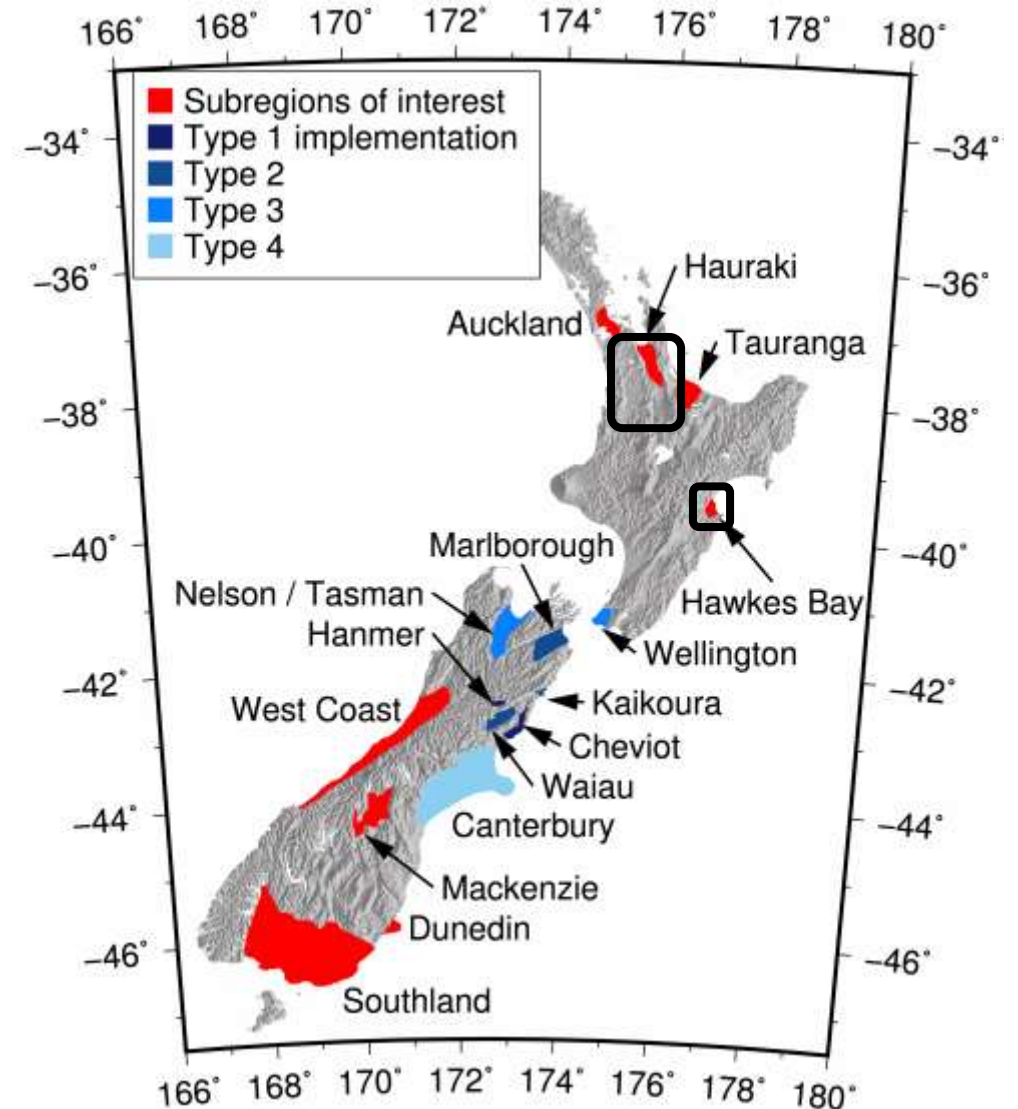 166° 168° 170° 172° 174° 176° 178° 180°
Subregions of interest
Type 1 implementation
Type 2
Type 3
Type 4
−34° −34°
−36° −36°
Hauraki
Auckland
Tauranga
−38° −38°
−40° −40°
Marlborough
Nelson / Tasman
Hawkes Bay
Hanmer
Wellington
−42° −42°
West Coast
Kaikoura
Cheviot
Waiau
−44° −44°
Canterbury
Mackenzie
Dunedin
−46° −46°
Southland
166° 168° 170° 172° 174° 176° 178° 180°